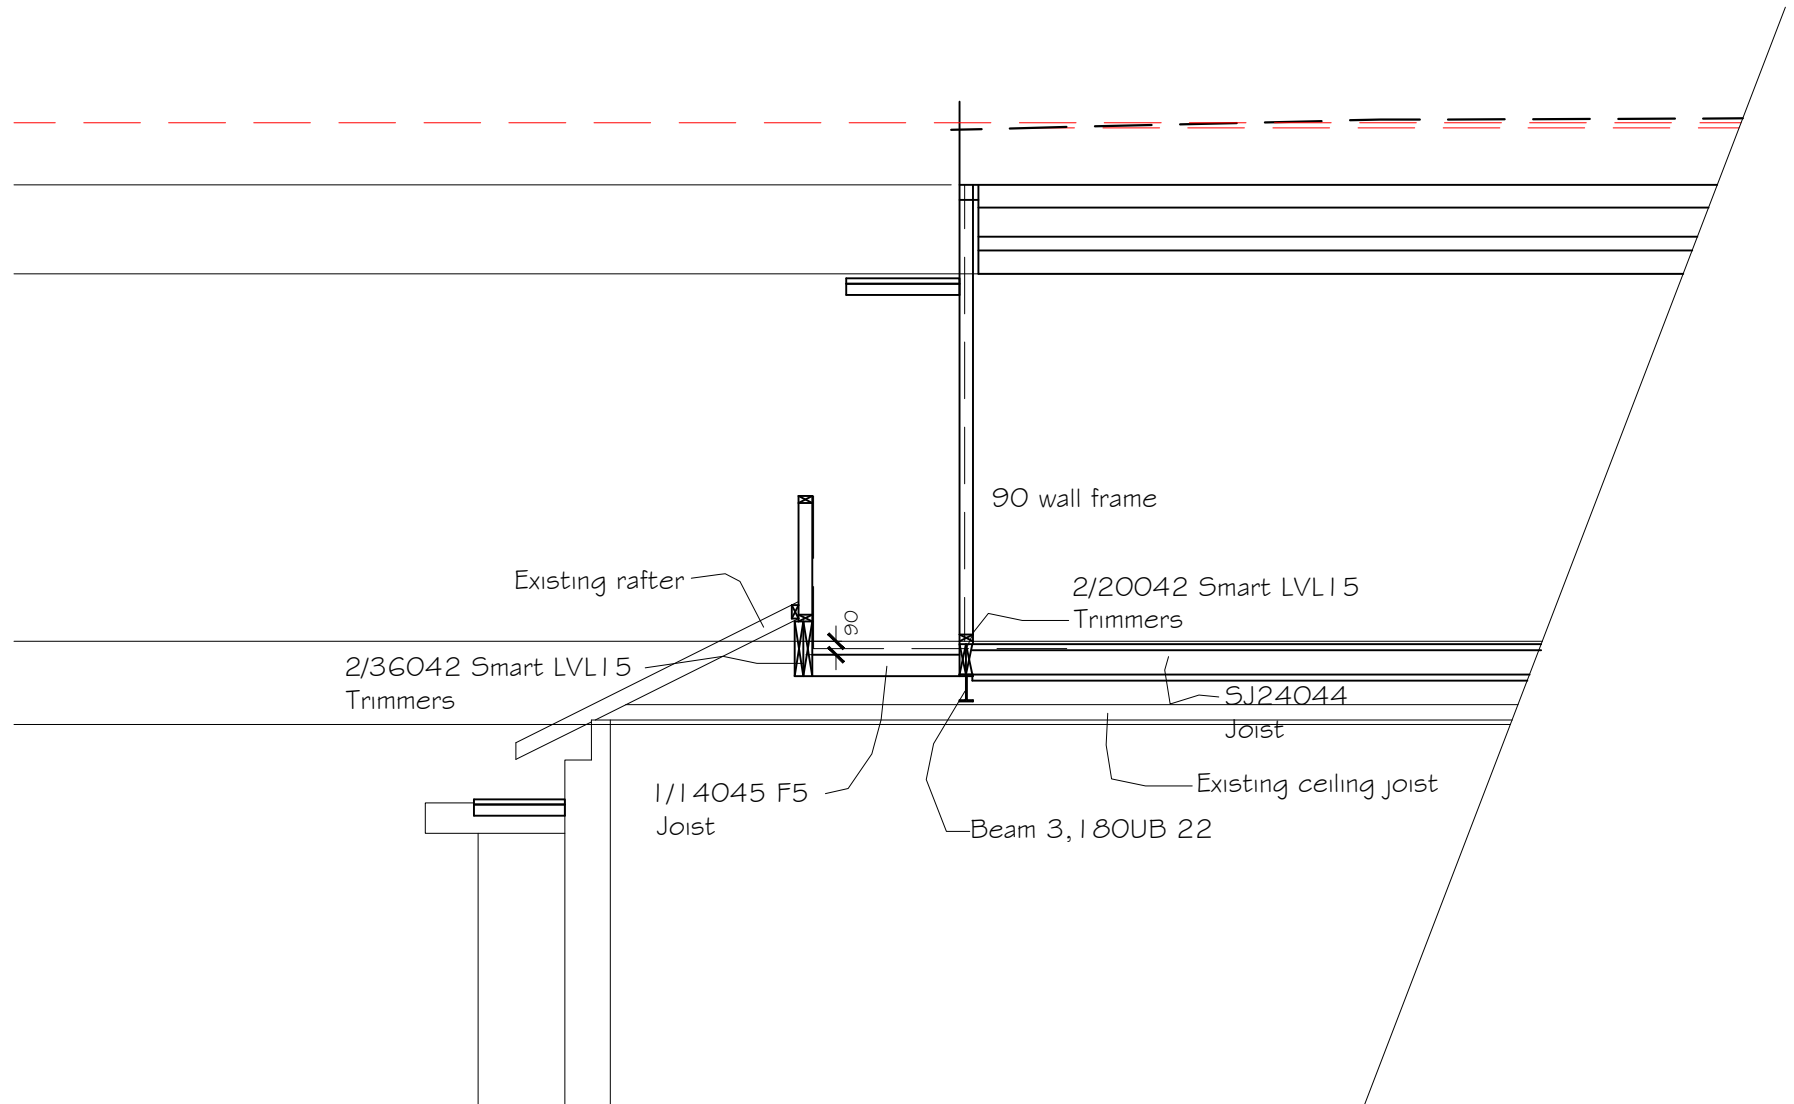 90 wall frame
Existing rafter
90
2/20042 Smart LVL15
Trimmers
2/36042 Smart LVL15
Trimmers
SJ24044
Joist
1/14045 F5
Joist
Existing ceiling joist
Beam 3,180UB 22